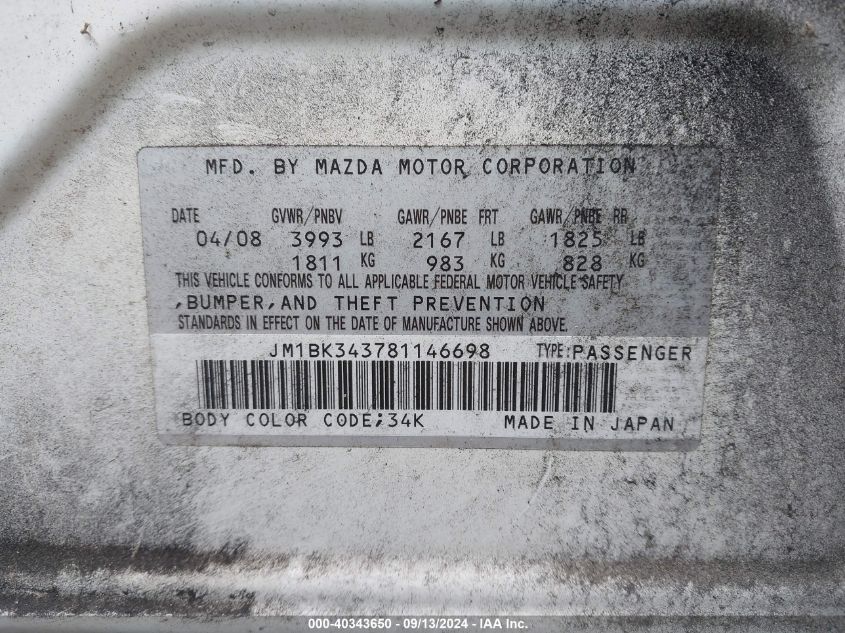 MFD. BY MAZDA MOTOR CORPORATION
DATE GVWR/PNBV GAWR/PNBE FRT GAWR/PNBE RR
04/08 3993 LB 2167 LB 1825 LB
1811 KG 983 KG 828 KG
THIS VEHICLE CONFORMS TO ALL APPLICABLE FEDERAL MOTOR VEHICLE SAFETY
,BUMPER,AND THEFT PREVENTION
STANDARDS IN EFFECT ON THE DATE OF MANUFACTURE SHOWN ABOVE.
JM1BK343781146698 TYPE:PASSENGER
BODY COLOR CODE;34K MADE IN JAPAN
000-40343650 - 09/13/2024 - IAAI Inc.